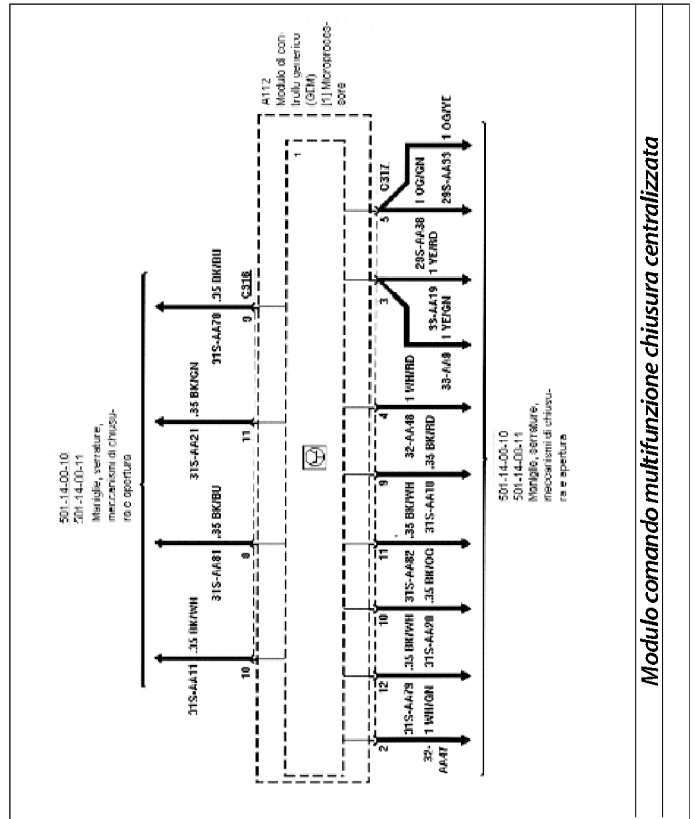 A112
Modulo di con-
trollo generico
(GEM)
[1] Microproces-
sore
1
501-14-00-10
501-14-00-11
Maniglie, serrature,
meccanismi di chiusu-
ra e aperture
31S-AA11 .35 BK/WH
10
31S-AA81 .35 BK/BU
8
31S-AA21 .35 BK/GN
11
31S-AA70 .35 BK/BU
9
C316
2
32-
AA47
1 WH/GN
12
31S-AA79 .35 BK/WH
10
31S-AA20 .35 BK/OG
11
31S-AA82 .35 BK/WH
9
31S-AA10 .35 BK/RD
4
32-AA48 1 WH/RD
3
33-AA9 1 YE/GN
33-AA19 1 YE/RD
5
C317
29S-AA38 1 OG/GN
29S-AA33 1 OG/YE
501-14-00-10
501-14-00-11
Maniglie, serrature,
meccanismi di chiusu-
ra e apertura
Modulo comando multifunzione chiusura centralizzata